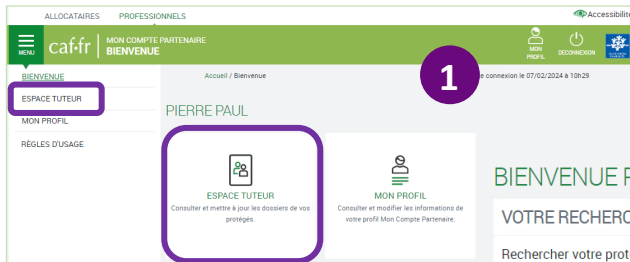 ALLOCATAIRES PROFESSIONNELS
Accessibilité
MENU
caf.fr
MON COMPTE PARTENAIRE
BIENVENUE
MON PROFIL
DECONNEXION
BIENVENUE
ESPACE TUTEUR
MON PROFIL
RÈGLES D'USAGE
Accueil / Bienvenue
1
e connexion le 07/02/2024 à 10h29
PIERRE PAUL
ESPACE TUTEUR
Consulter et mettre à jour les dossiers de vos
protégés.
MON PROFIL
Consulter et modifier les informations de
votre profil Mon Compte Partenaire.
BIENVENUE P
VOTRE RECHERC
Rechercher votre prot